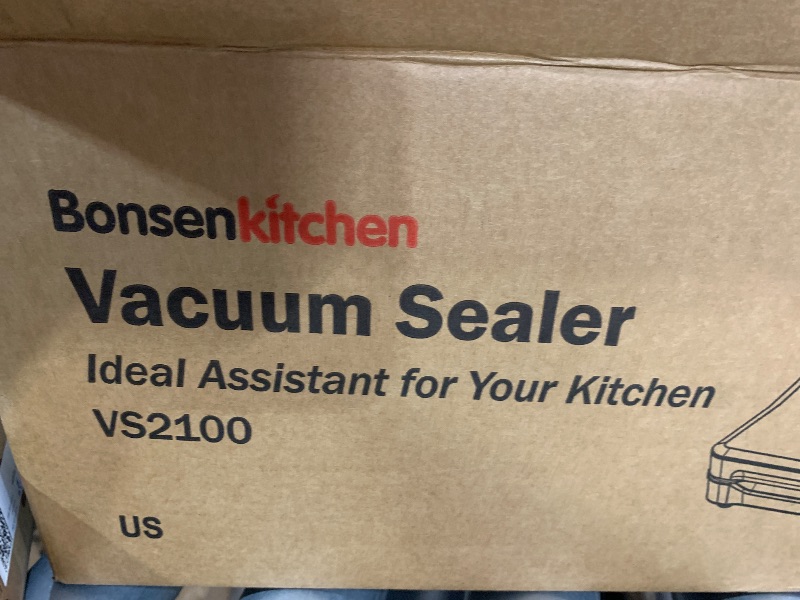 Bonsenkitchen
Vacuum Sealer
Ideal Assistant for Your Kitchen
VS2100
US